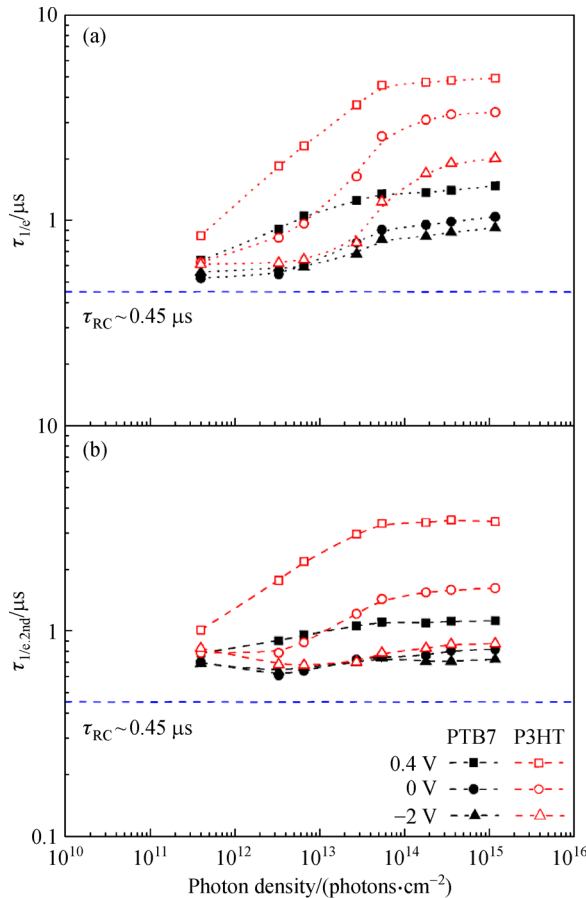 10
(a)
τ1/e/μs
1
τRC~0.45 μs
10
(b)
τ1/e.2nd/μs
1
τRC~0.45 μs
PTB7 P3HT
0.4 V
0 V
−2 V
0.1
10^10 10^11 10^12 10^13 10^14 10^15 10^16
Photon density/(photons·cm^−2)